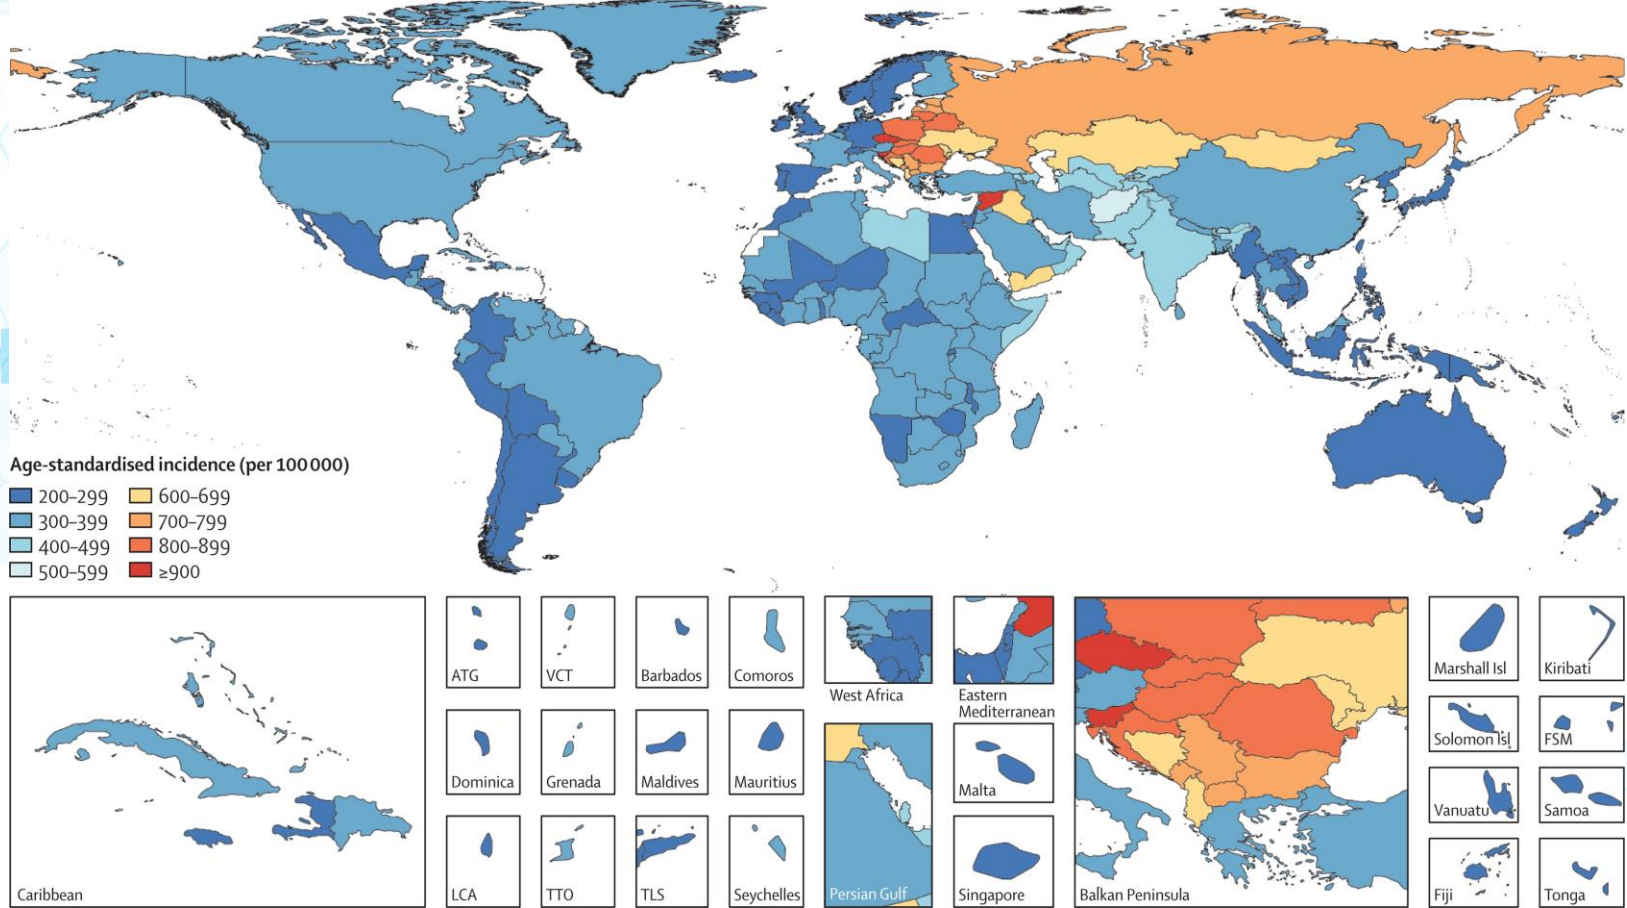 Age-standardised incidence (per 100 000)
200–299
600–699
300–399
700–799
400–499
800–899
500–599
≥900
Caribbean
ATG
VCT
Barbados
Comoros
Dominica
Grenada
Maldives
Mauritius
LCA
TTO
TLS
Seychelles
West Africa
Eastern
Mediterranean
Persian Gulf
Malta
Singapore
Balkan Peninsula
Marshall Isl
Kiribati
Solomon Isl
FSM
Vanuatu
Samoa
Fiji
Tonga